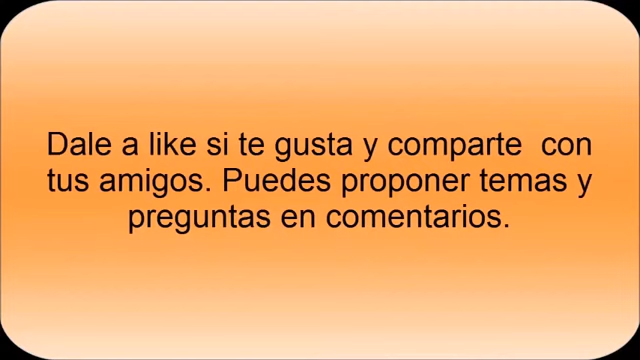 Dale a like si te gusta y comparte  con
tus amigos. Puedes proponer temas y
preguntas en comentarios.